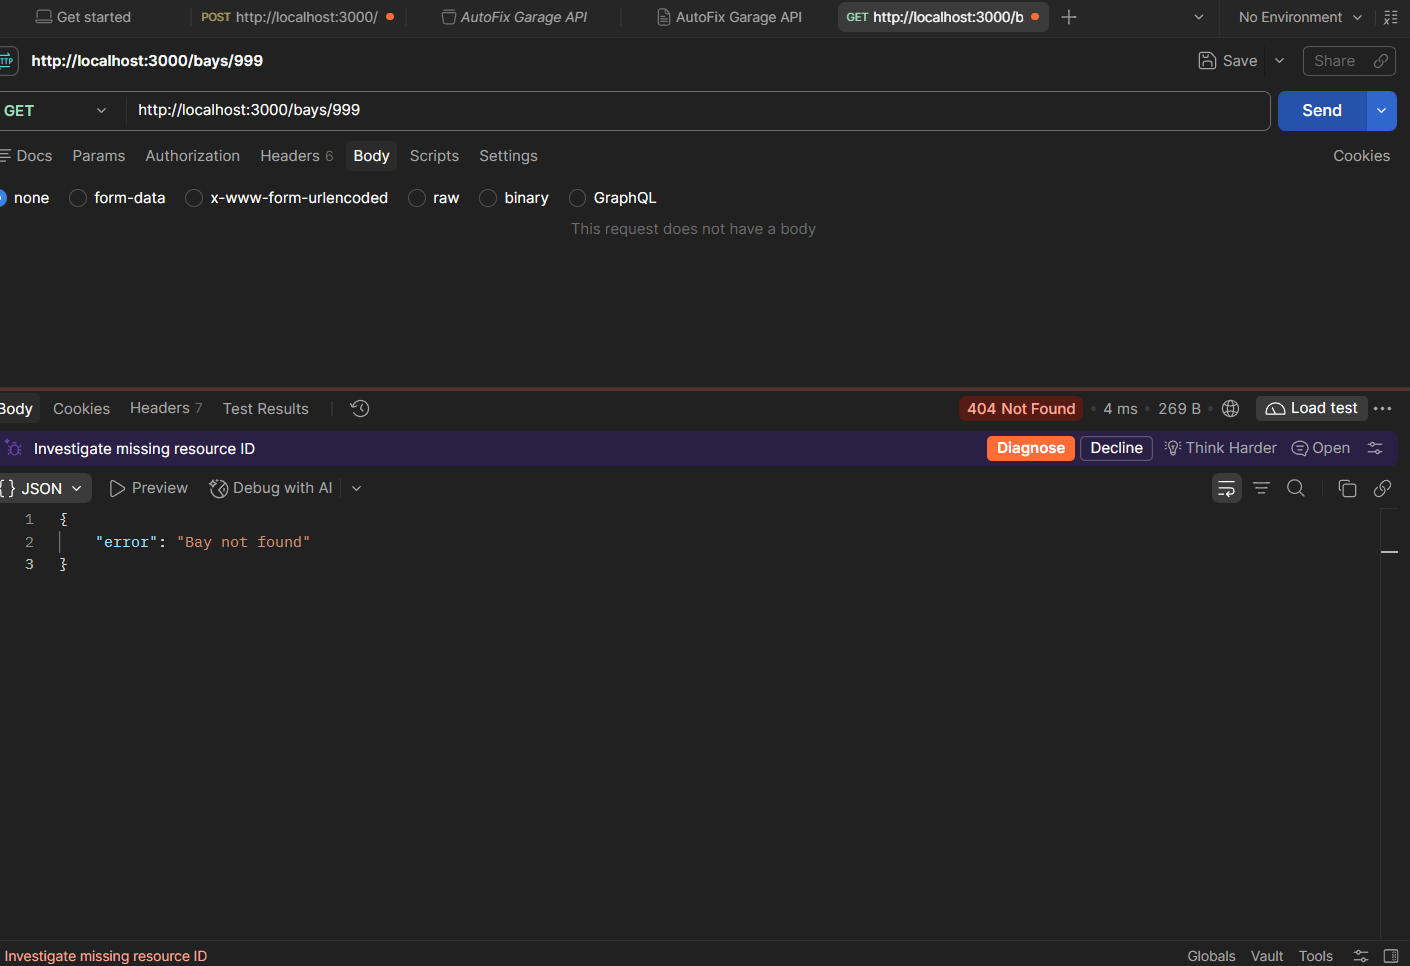 Get started
POST http://localhost:3000/
AutoFix Garage API
AutoFix Garage API
GET http://localhost:3000/b
No Environment
http://localhost:3000/bays/999
Save
Share
GET
http://localhost:3000/bays/999
Send
Docs
Params
Authorization
Headers 6
Body
Scripts
Settings
Cookies
none
form-data
x-www-form-urlencoded
raw
binary
GraphQL
This request does not have a body
Body
Cookies
Headers 7
Test Results
404 Not Found
4 ms
269 B
Load test
Investigate missing resource ID
Diagnose
Decline
Think Harder
Open
{} JSON
Preview
Debug with AI
1 {
2 "error": "Bay not found"
3 }
Investigate missing resource ID
Globals
Vault
Tools